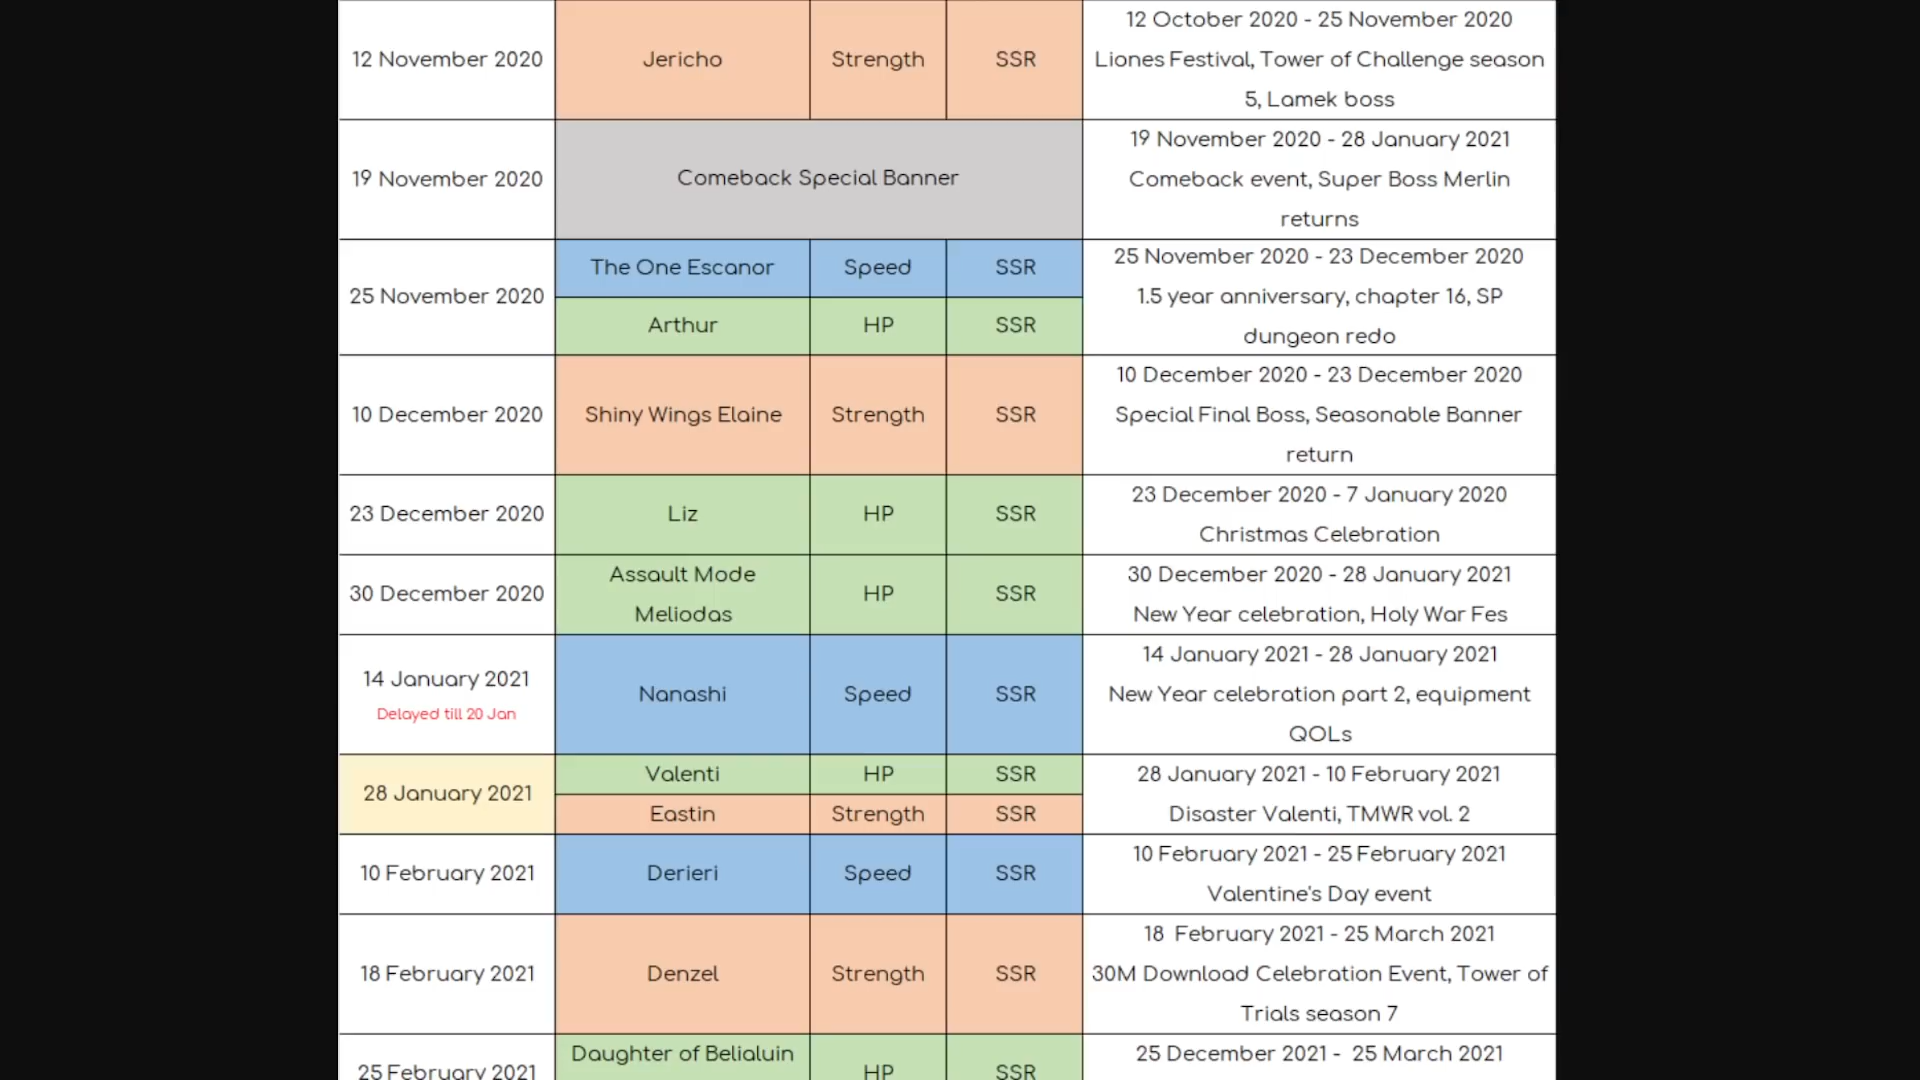 12 November 2020
Jericho
Strength
SSR
12 October 2020 - 25 November 2020
Liones Festival, Tower of Challenge season
5, Lamek boss
19 November 2020
Comeback Special Banner
19 November 2020 - 28 January 2021
Comeback event, Super Boss Merlin
returns
25 November 2020
The One Escanor
Speed
SSR
Arthur
HP
SSR
25 November 2020 - 23 December 2020
1.5 year anniversary, chapter 16, SP
dungeon redo
10 December 2020
Shiny Wings Elaine
Strength
SSR
10 December 2020 - 23 December 2020
Special Final Boss, Seasonable Banner
return
23 December 2020
Liz
HP
SSR
23 December 2020 - 7 January 2020
Christmas Celebration
30 December 2020
Assault Mode
Meliodas
HP
SSR
30 December 2020 - 28 January 2021
New Year celebration, Holy War Fes
14 January 2021
Delayed till 20 Jan
Nanashi
Speed
SSR
14 January 2021 - 28 January 2021
New Year celebration part 2, equipment
QOLs
28 January 2021
Valenti
HP
SSR
Eastin
Strength
SSR
28 January 2021 - 10 February 2021
Disaster Valenti, TMWR vol. 2
10 February 2021
Derieri
Speed
SSR
10 February 2021 - 25 February 2021
Valentine's Day event
18 February 2021
Denzel
Strength
SSR
18 February 2021 - 25 March 2021
30M Download Celebration Event, Tower of
Trials season 7
25 February 2021
Daughter of Belialuin
HP
SSR
25 December 2021 - 25 March 2021